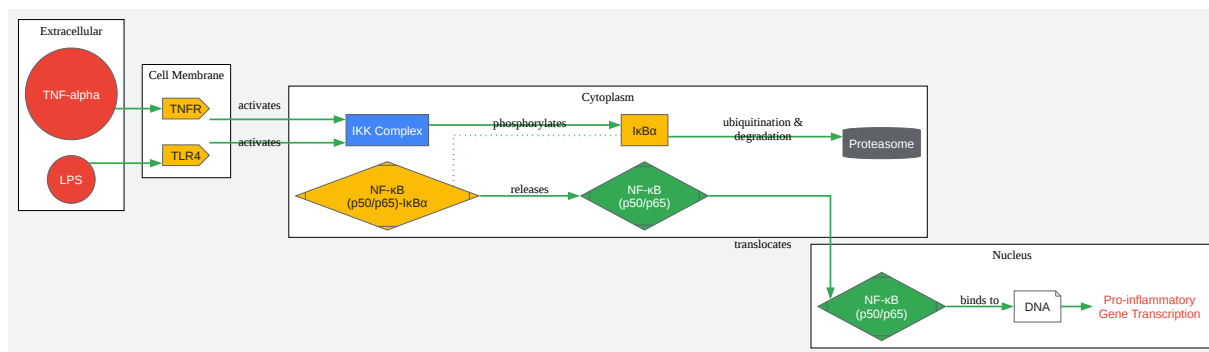 Extracellular
TNF-alpha
LPS
Cell Membrane
TNFR
TLR4
activates
activates
Cytoplasm
IKK Complex
phosphorylates
IκBα
ubiquitination &
degradation
Proteasome
NF-κB
(p50/p65)-IκBα
releases
NF-κB
(p50/p65)
translocates
Nucleus
NF-κB
(p50/p65)
binds to
DNA
Pro-inflammatory
Gene Transcription